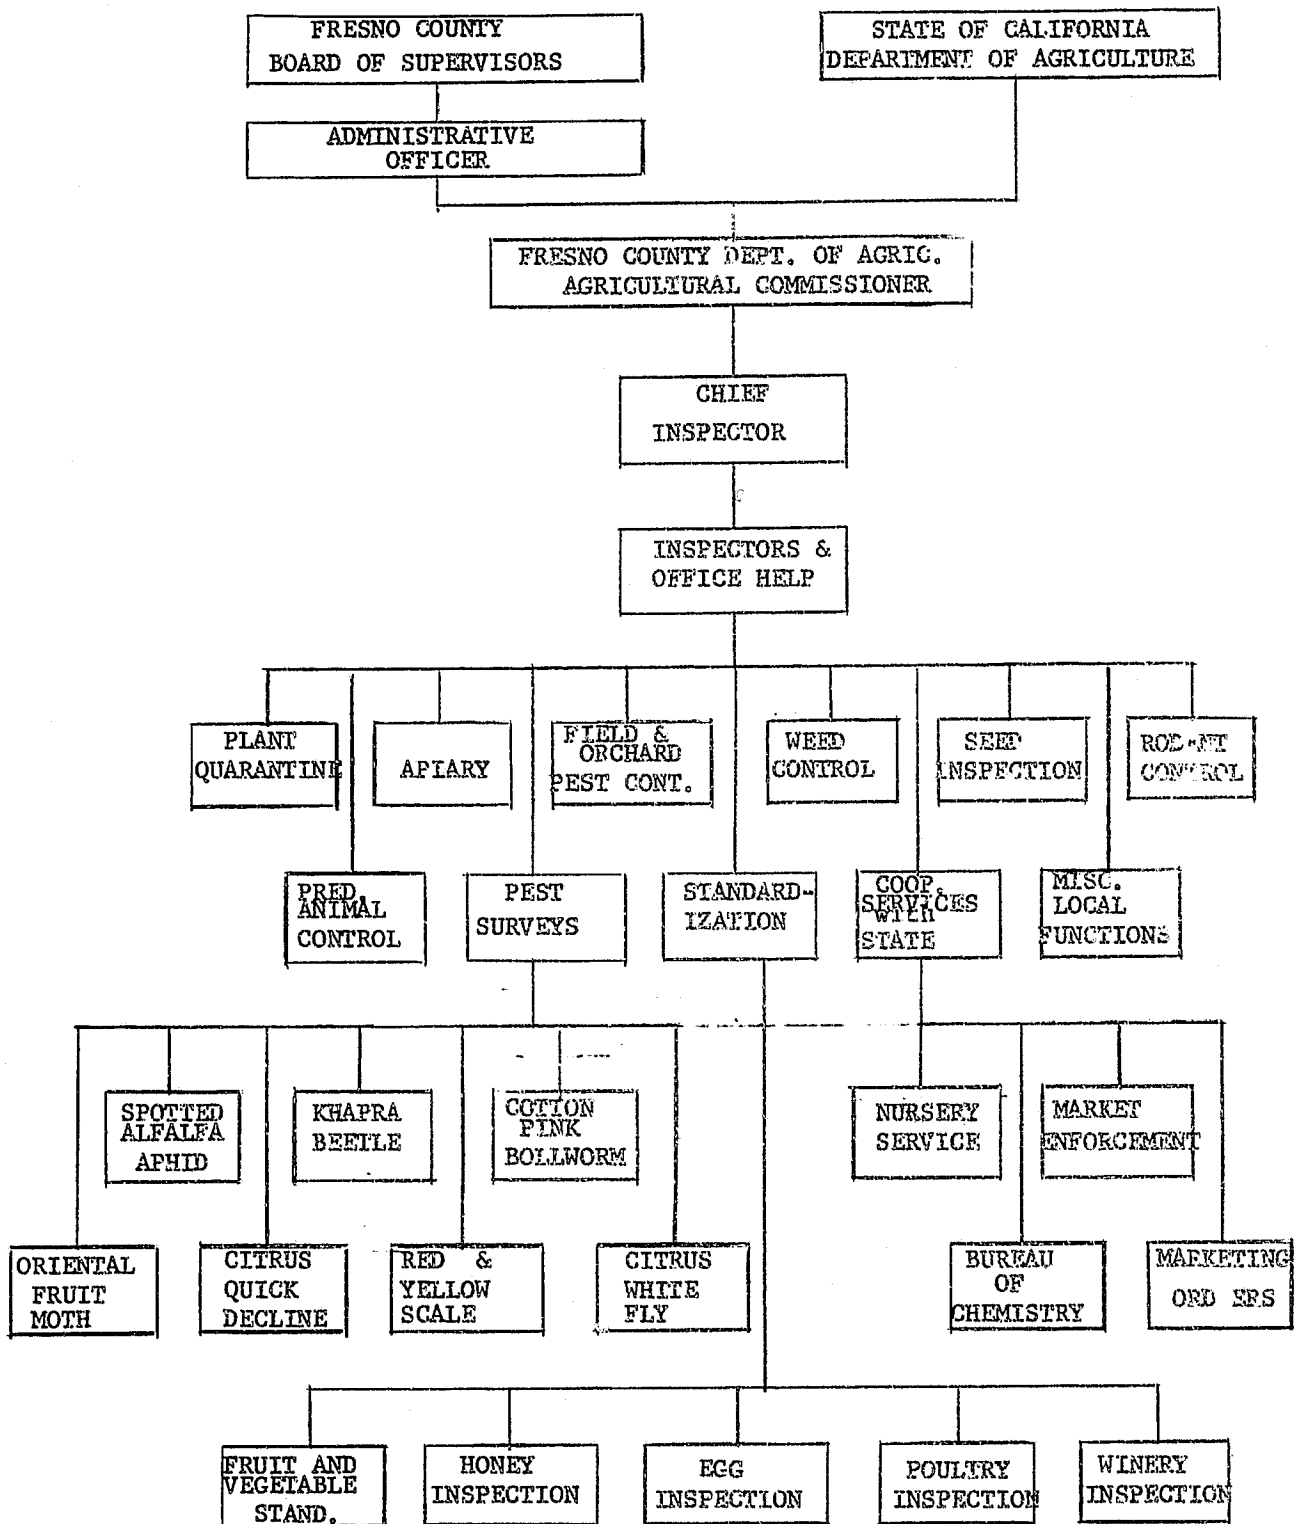 FRESNO COUNTY
BOARD OF SUPERVISORS
STATE OF CALIFORNIA
DEPARTMENT OF AGRICULTURE
ADMINISTRATIVE
OFFICER
FRESNO COUNTY DEPT. OF AGRIC.
AGRICULTURAL COMMISSIONER
CHIEF
INSPECTOR
INSPECTORS &
OFFICE HELP
PLANT
QUARANTINE
APIARY
FIELD &
ORCHARD
PEST CONT.
WEED
CONTROL
SEED
INSPECTION
RODENT
CONTROL
PRED.
ANIMAL
CONTROL
PEST
SURVEYS
STANDARD-
IZATION
COOP.
SERVICES
with
STATE
MISC.
LOCAL
FUNCTIONS
SPOTTED
ALFALFA
APHID
KHAPRA
BEETLE
COTTON
PINK
BOLLWORM
NURSERY
SERVICE
MARKET
ENFORCEMENT
ORIENTAL
FRUIT
MOTH
CITRUS
QUICK
DECLINE
RED &
YELLOW
SCALE
CITRUS
WHITE
FLY
BUREAU
OF
CHEMISTRY
MARKETING
ORD ERS
FRUIT AND
VEGETABLE
STAND.
HONEY
INSPECTION
EGG
INSPECTION
POULTRY
INSPECTION
WINERY
INSPECTION